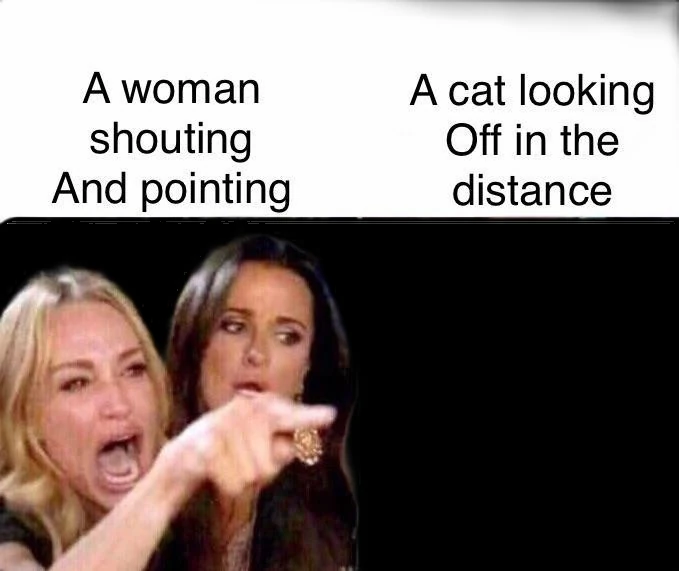 A woman
shouting
And pointing
A cat looking
Off in the
distance